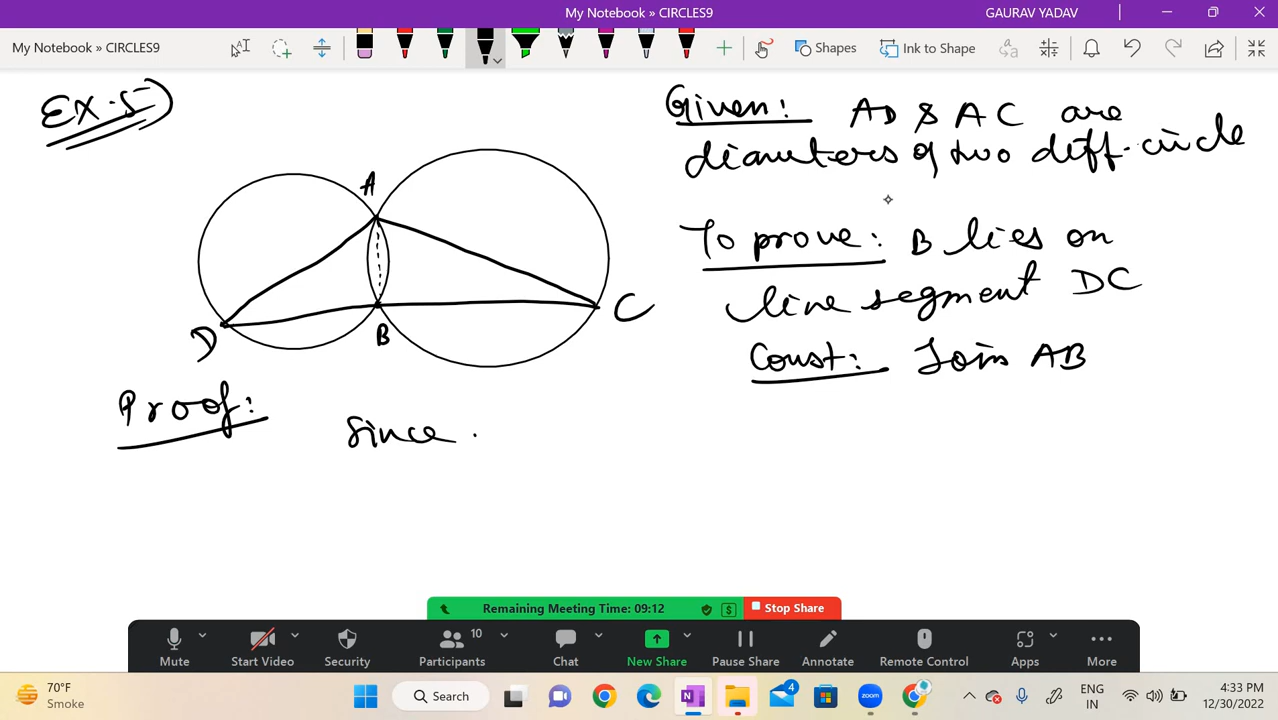 My Notebook » CIRCLES9
GAURAV YADAV
My Notebook » CIRCLES9
Shapes
Ink to Shape
EX.5)
Given: AD & AC are
diameters of two diff. circle
To prove: B lies on
line segment DC
Const: Join AB
A
D
B
C
Proof:
Since
Remaining Meeting Time: 09:12
Stop Share
10
Mute
Start Video
Security
Participants
Chat
New Share
Pause Share
Annotate
Remote Control
Apps
More
70°F
Smoke
Search
4
zoom
ENG
IN
4:33 PM
12/30/2022